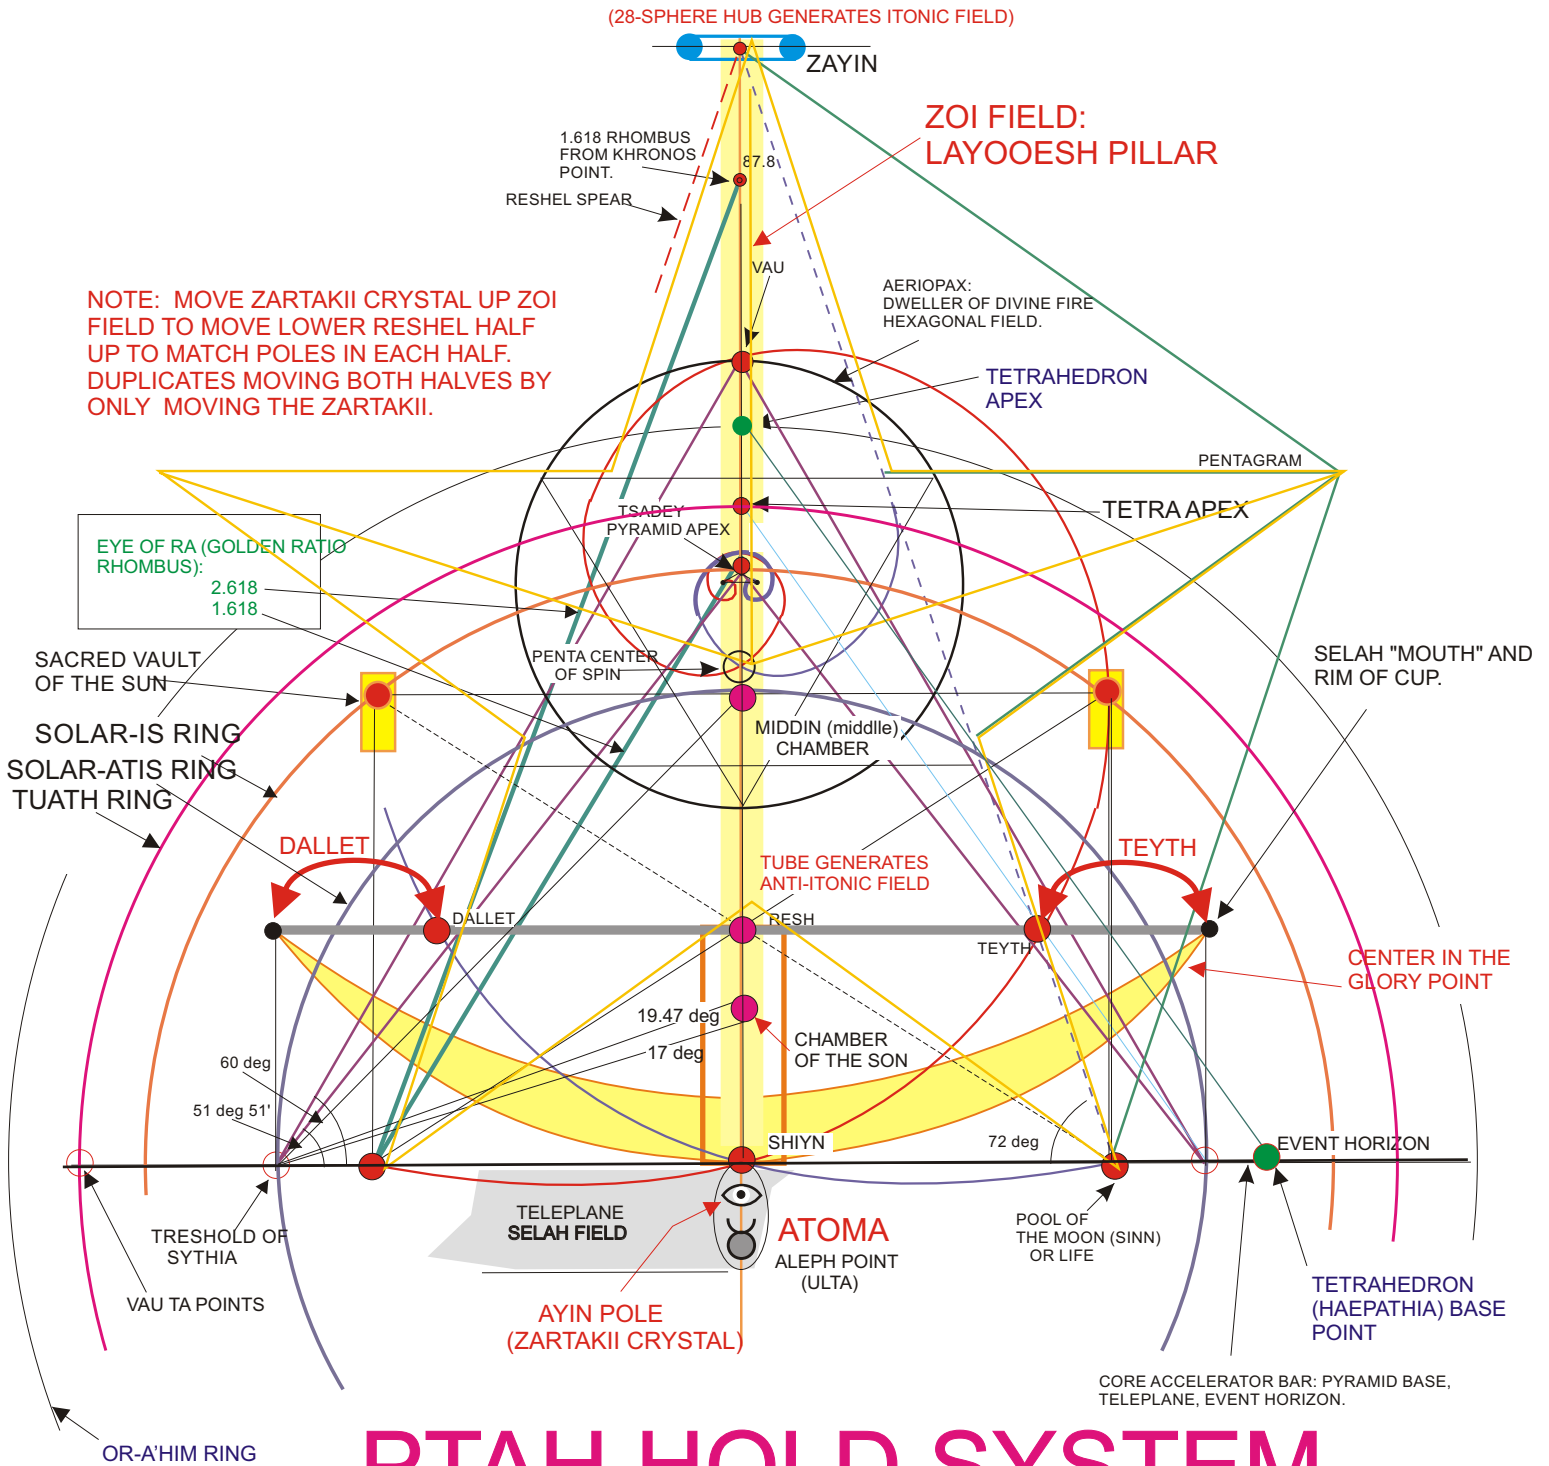 (28-SPHERE HUB GENERATES ITONIC FIELD)
ZAYIN
ZOI FIELD:
LAYOOESH PILLAR
1.618 RHOMBUS
FROM KHRONOS
POINT.
87.8
RESHEL SPEAR
VAU
AERIOPAX:
DWELLER OF DIVINE FIRE
HEXAGONAL FIELD.
NOTE: MOVE ZARTAKII CRYSTAL UP ZOI
FIELD TO MOVE LOWER RESHEL HALF
UP TO MATCH POLES IN EACH HALF.
DUPLICATES MOVING BOTH HALVES BY
ONLY MOVING THE ZARTAKII.
TETRAHEDRON
APEX
PENTAGRAM
TETRA APEX
TSADEY
PYRAMID APEX
EYE OF RA (GOLDEN RATIO
RHOMBUS):
2.618
1.618
PENTA CENTER
OF SPIN
SACRED VAULT
OF THE SUN
SELAH "MOUTH" AND
RIM OF CUP.
SOLAR-IS RING
SOLAR-ATIS RING
TUATH RING
MIDDIN (middlle)
CHAMBER
DALLET
TEYTH
TUBE GENERATES
ANTI-ITONIC FIELD
DALLET
RESH
TEYTH
CENTER IN THE
GLORY POINT
19.47 deg
17 deg
CHAMBER
OF THE SON
60 deg
51 deg 51'
72 deg
SHIYN
EVENT HORIZON
TELEPLANE
SELAH FIELD
ATOMA
ALEPH POINT
(ULTA)
POOL OF
THE MOON (SINN)
OR LIFE
TRESHOLD OF
SYTHIA
VAU TA POINTS
AYIN POLE
(ZARTAKII CRYSTAL)
TETRAHEDRON
(HAEPATHIA) BASE
POINT
CORE ACCELERATOR BAR: PYRAMID BASE,
TELEPLANE, EVENT HORIZON.
OR-A'HIM RING
PTAH HOLD SYSTEM